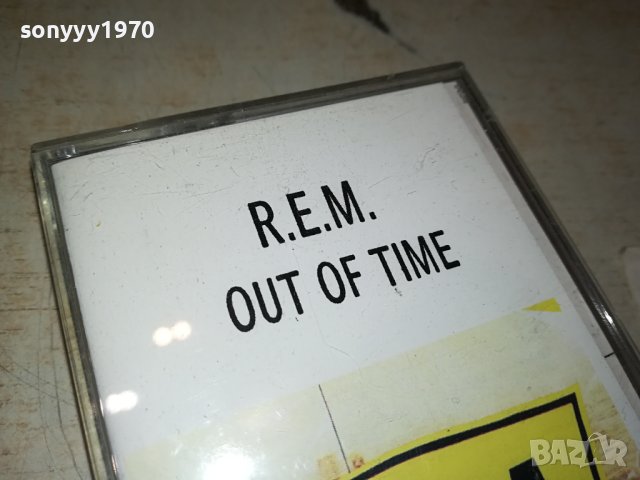 sonyyy1970
R.E.M.
OUT OF TIME
BAZAR